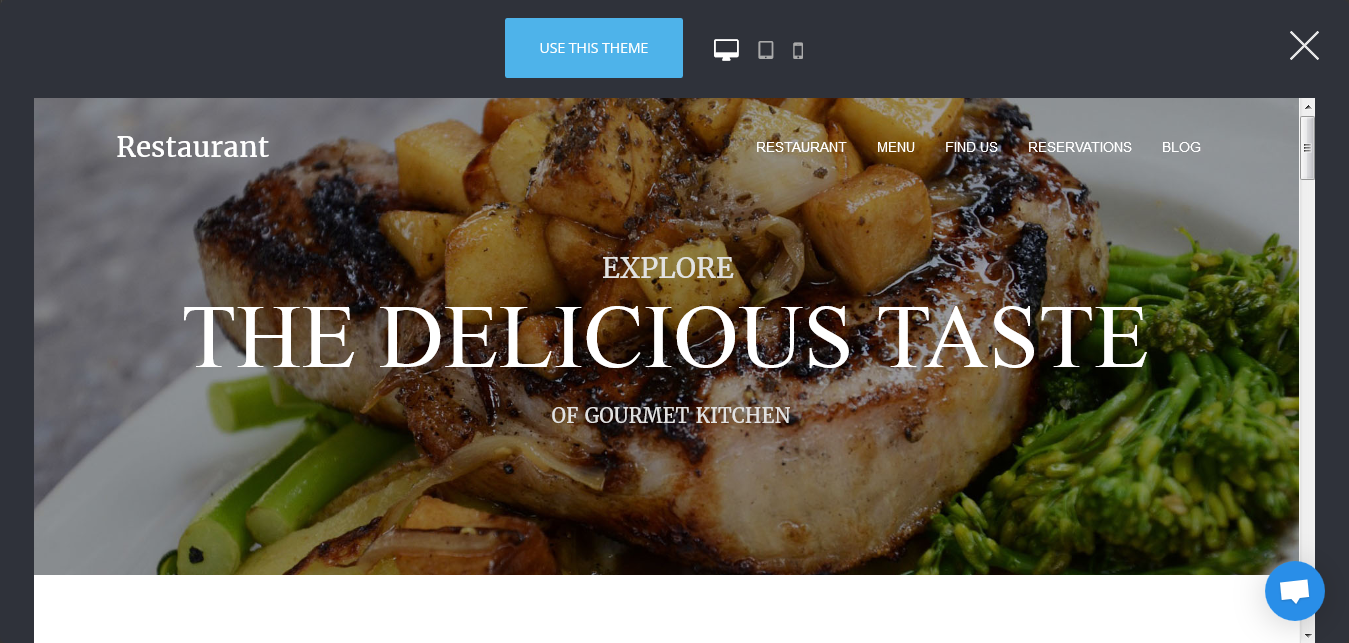 USE THIS THEME
Restaurant
RESTAURANT MENU FIND US RESERVATIONS BLOG
EXPLORE
THE DELICIOUS TASTE
OF GOURMET KITCHEN